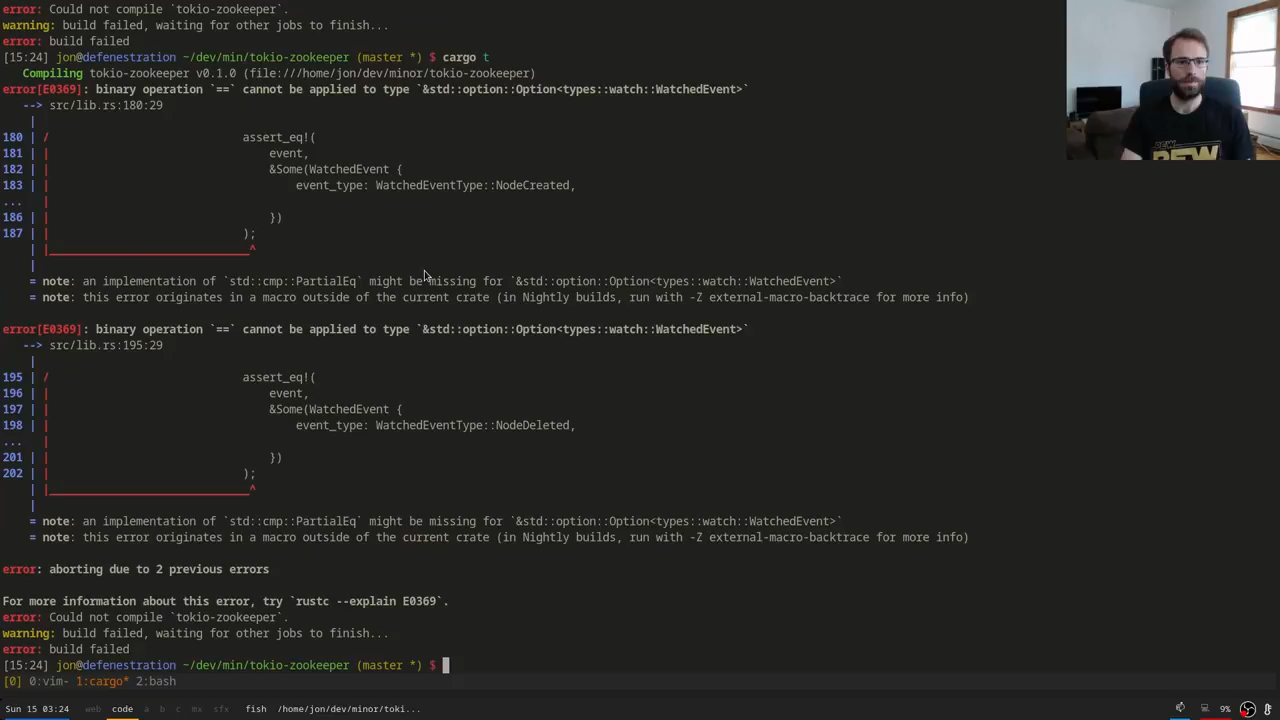 error: Could not compile `tokio-zookeeper`.
warning: build failed, waiting for other jobs to finish...
error: build failed
[15:24] jon@defenestration ~/dev/min/tokio-zookeeper (master *) $ cargo t
Compiling tokio-zookeeper v0.1.0 (file:///home/jon/dev/minor/tokio-zookeeper)
error[E0369]: binary operation `==` cannot be applied to type `&std::option::Option<types::watch::WatchedEvent>`
--> src/lib.rs:180:29
|
180 | / assert_eq!(
181 | | event,
182 | | &Some(WatchedEvent {
183 | | event_type: WatchedEventType::NodeCreated,
... |
186 | | })
187 | | );
| |_______________________________^
|
= note: an implementation of `std::cmp::PartialEq` might be missing for `&std::option::Option<types::watch::WatchedEvent>`
= note: this error originates in a macro outside of the current crate (in Nightly builds, run with -Z external-macro-backtrace for more info)
error[E0369]: binary operation `==` cannot be applied to type `&std::option::Option<types::watch::WatchedEvent>`
--> src/lib.rs:195:29
|
195 | / assert_eq!(
196 | | event,
197 | | &Some(WatchedEvent {
198 | | event_type: WatchedEventType::NodeDeleted,
... |
201 | | })
202 | | );
| |_______________________________^
|
= note: an implementation of `std::cmp::PartialEq` might be missing for `&std::option::Option<types::watch::WatchedEvent>`
= note: this error originates in a macro outside of the current crate (in Nightly builds, run with -Z external-macro-backtrace for more info)
error: aborting due to 2 previous errors
For more information about this error, try `rustc --explain E0369`.
error: Could not compile `tokio-zookeeper`.
warning: build failed, waiting for other jobs to finish...
error: build failed
[15:24] jon@defenestration ~/dev/min/tokio-zookeeper (master *) $
[0] 0:vim- 1:cargo* 2:bash
Sun 15 03:24 web code a b c mx sfx fish /home/jon/dev/minor/toki... 9%
PEW